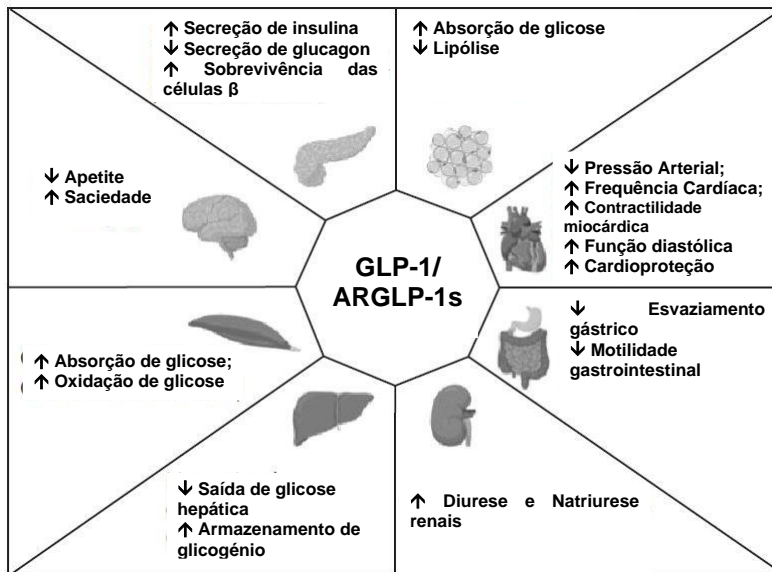 ↑ Secreção de insulina
↓ Secreção de glucagon
↑ Sobrevivência das
células β
↑ Absorção de glicose
↓ Lipólise
↓ Apetite
↑ Saciedade
↓ Pressão Arterial;
↑ Frequência Cardíaca;
↑ Contractilidade
miocárdica
↑ Função diastólica
↑ Cardioproteção
GLP-1/
ARGLP-1s
↓ Esvaziamento
gástrico
↓ Motilidade
gastrointestinal
↑ Absorção de glicose;
↑ Oxidação de glicose
↓ Saída de glicose
hepática
↑ Armazenamento de
glicogénio
↑ Diurese e Natriurese
renais